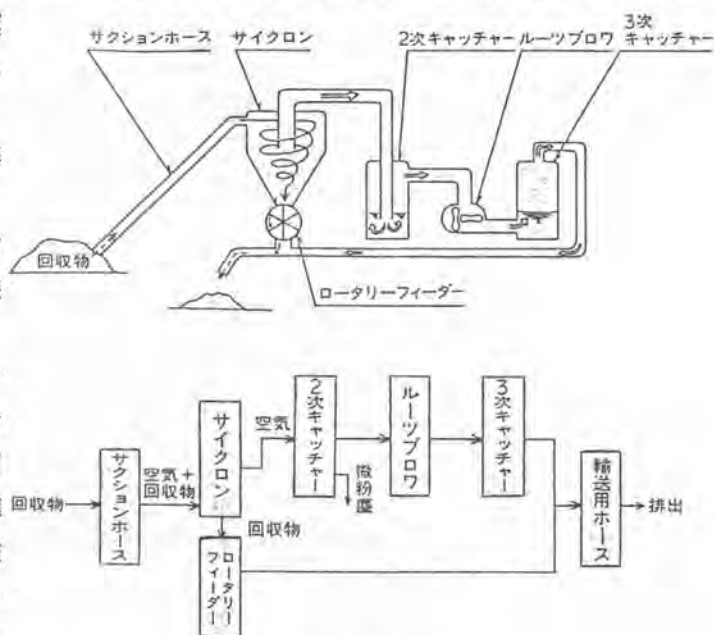 サクションホース
サイクロン
2次キャッチャー
ルーツブロワ
3次
キャッチャー
回収物
ロータリーフィーダー
回収物
サクションホース
空気+
回収物
サイクロン
空気
回収物
ロータリー
フィーダー
2次キャッチャー
微粉塵
ルーツブロワ
3次キャッチャー
輸送用ホース
排出